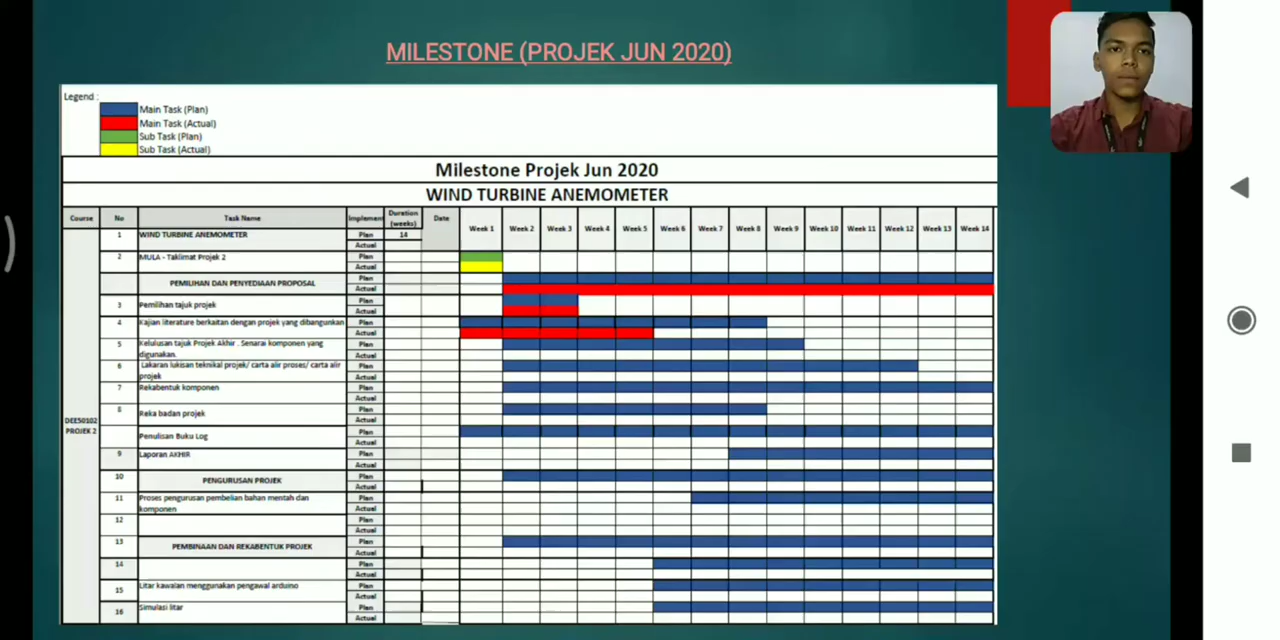 MILESTONE (PROJEK JUN 2020)
Legend :
Main Task (Plan)
Main Task (Actual)
Sub Task (Plan)
Sub Task (Actual)
Milestone Projek Jun 2020
WIND TURBINE ANEMOMETER
Course No Task Name Implemen Duration (weeks) Date Week 1 Week 2 Week 3 Week 4 Week 5 Week 6 Week 7 Week 8 Week 9 Week 10 Week 11 Week 12 Week 13 Week 14
DEE50102 PROJEK 2
1 WIND TURBINE ANEMOMETER Plan 14
Actual
2 MULA - Taklimat Projek 2 Plan
Actual
PEMILIHAN DAN PENYEDIAAN PROPOSAL Plan
Actual
3 Pemilihan tajuk projek Plan
Actual
4 Kajian literature berkaitan dengan projek yang dibangunkan Plan
Actual
5 Kelulusan tajuk Projek Akhir . Senarai komponen yang Plan
digunakan. Actual
6 Lakaran lukisan teknikal projek/ carta alir proses/ carta alir Plan
projek Actual
7 Rekabentuk komponen Plan
Actual
8 Reka badan projek Plan
Actual
Penulisan Buku Log Plan
Actual
9 Laporan AKHIR Plan
Actual
10 PENGURUSAN PROJEK Plan
Actual
11 Proses pengurusan pembelian bahan mentah dan Plan
komponen Actual
12 Plan
Actual
13 PEMBINAAN DAN REKABENTUK PROJEK Plan
Actual
14 Plan
Actual
15 Litar kawalan menggunakan pengawal arduino Plan
Actual
16 Simulasi litar Plan
Actual